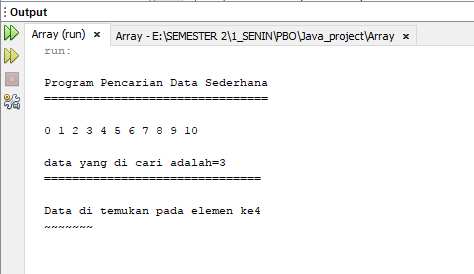 Output
Array (run) × Array - E:\SEMESTER 2\1_SENIN\PBO\Java_project\Array ×
run:
Program Pencarian Data Sederhana
================================
0 1 2 3 4 5 6 7 8 9 10
data yang di cari adalah=3
===============================
Data di temukan pada elemen ke4
~~~~~~~